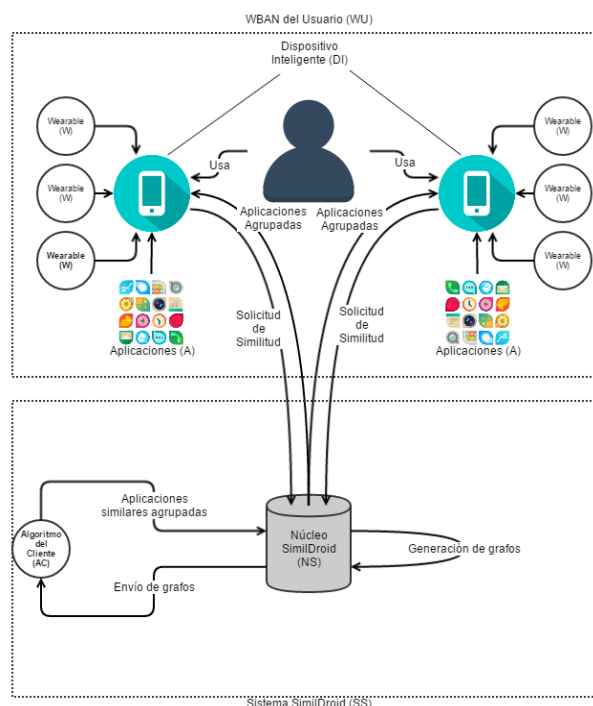 WBAN del Usuario (WU)
Dispositivo
Inteligente (DI)
Wearable
(W)
Wearable
(W)
Wearable
(W)
Wearable
(W)
Wearable
(W)
Wearable
(W)
Usa
Usa
Aplicaciones
Agrupadas
Aplicaciones
Agrupadas
Solicitud
de
Similitud
Solicitud
de
Similitud
Aplicaciones (A)
Aplicaciones (A)
Aplicaciones
similares agrupadas
Algoritmo
del
Cliente
(AC)
Núcleo
SimilDroid
(NS)
Generación de grafos
Envío de grafos
Sistema SimilDroid (SS)